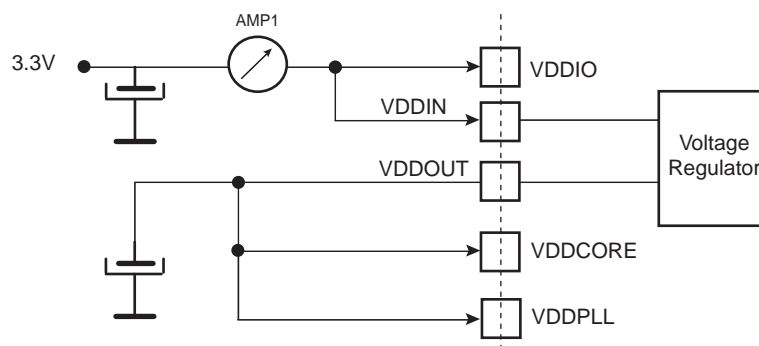 AMP1
3.3V
VDDIO
VDDIN
Voltage
Regulator
VDDOUT
VDDCORE
VDDPLL